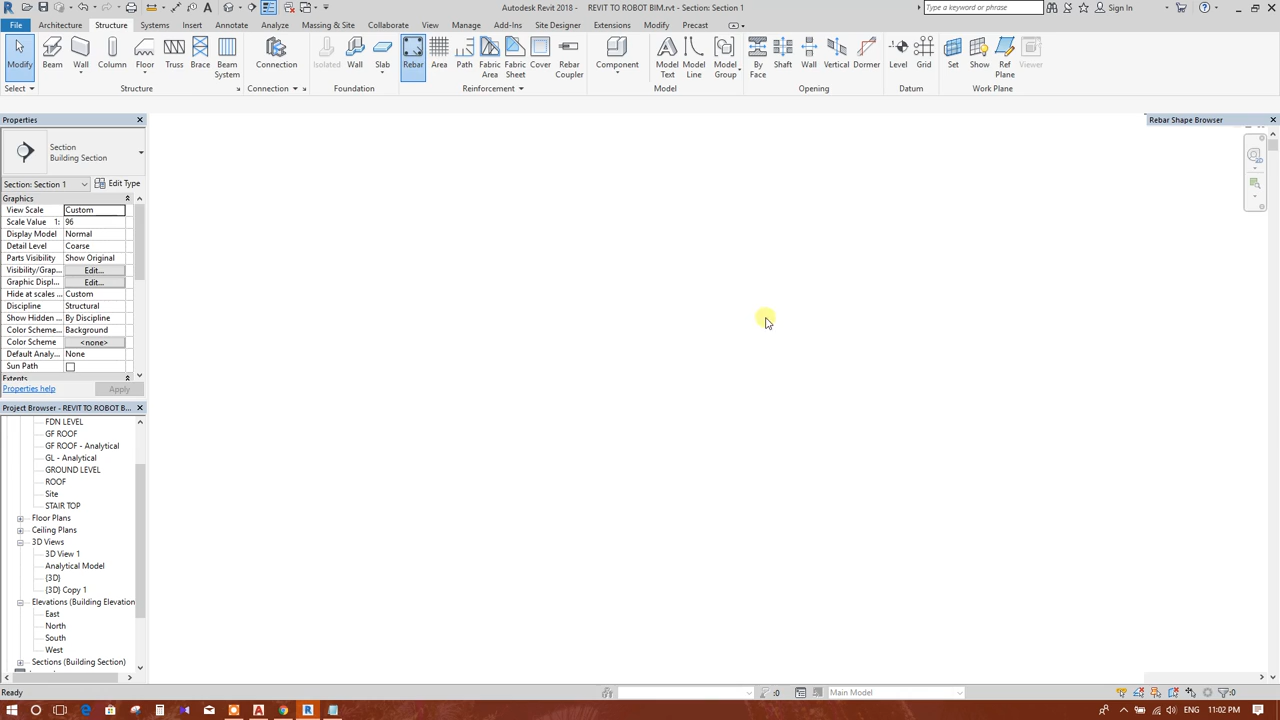 Autodesk Revit 2018 - REVIT TO ROBOT BIM.rvt - Section: Section 1
Type a keyword or phrase
Sign In
File Architecture Structure Systems Insert Annotate Analyze Massing & Site Collaborate View Manage Add-Ins Site Designer Extensions Modify Precast
Modify Beam Wall Column Floor Truss Brace Beam System Connection Isolated Wall Slab Rebar Area Path Fabric Area Fabric Sheet Cover Rebar Coupler Component Model Text Model Line Model Group By Face Shaft Wall Vertical Dormer Level Grid Set Show Ref Plane Viewer
Select Structure Connection Foundation Reinforcement Model Opening Datum Work Plane
Properties
Rebar Shape Browser
Section
Building Section
Section: Section 1 Edit Type
Graphics
View Scale Custom
Scale Value 1: 96
Display Model Normal
Detail Level Coarse
Parts Visibility Show Original
Visibility/Grap... Edit...
Graphic Displ... Edit...
Hide at scales ... Custom
Discipline Structural
Show Hidden ... By Discipline
Color Scheme... Background
Color Scheme <none>
Default Analy... None
Sun Path
Extents
Properties help Apply
Project Browser - REVIT TO ROBOT B...
FDN LEVEL
GF ROOF
GF ROOF - Analytical
GL - Analytical
GROUND LEVEL
ROOF
Site
STAIR TOP
Floor Plans
Ceiling Plans
3D Views
3D View 1
Analytical Model
{3D}
{3D} Copy 1
Elevations (Building Elevation
East
North
South
West
Sections (Building Section)
Ready
:0
Main Model
:0
ENG 11:02 PM